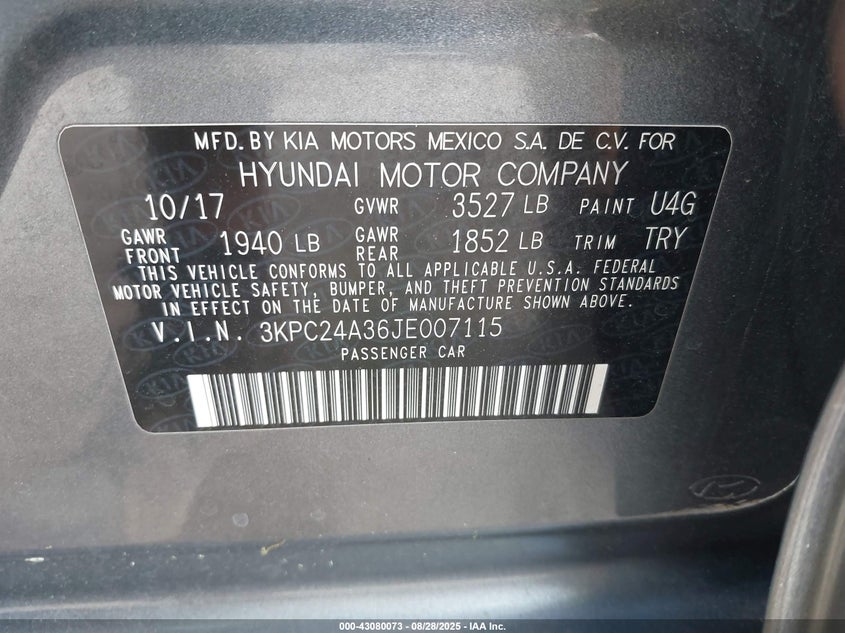 MFD. BY KIA MOTORS MEXICO S.A. DE C.V. FOR
HYUNDAI MOTOR COMPANY
10/17 GVWR 3527 LB PAINT U4G
GAWR FRONT 1940 LB GAWR REAR 1852 LB TRIM TRY
THIS VEHICLE CONFORMS TO ALL APPLICABLE U.S.A. FEDERAL
MOTOR VEHICLE SAFETY, BUMPER, AND THEFT PREVENTION STANDARDS
IN EFFECT ON THE DATE OF MANUFACTURE SHOWN ABOVE.
V.I.N. 3KPC24A36JE007115
PASSENGER CAR
000-43080073 - 08/28/2025 - IAA Inc.